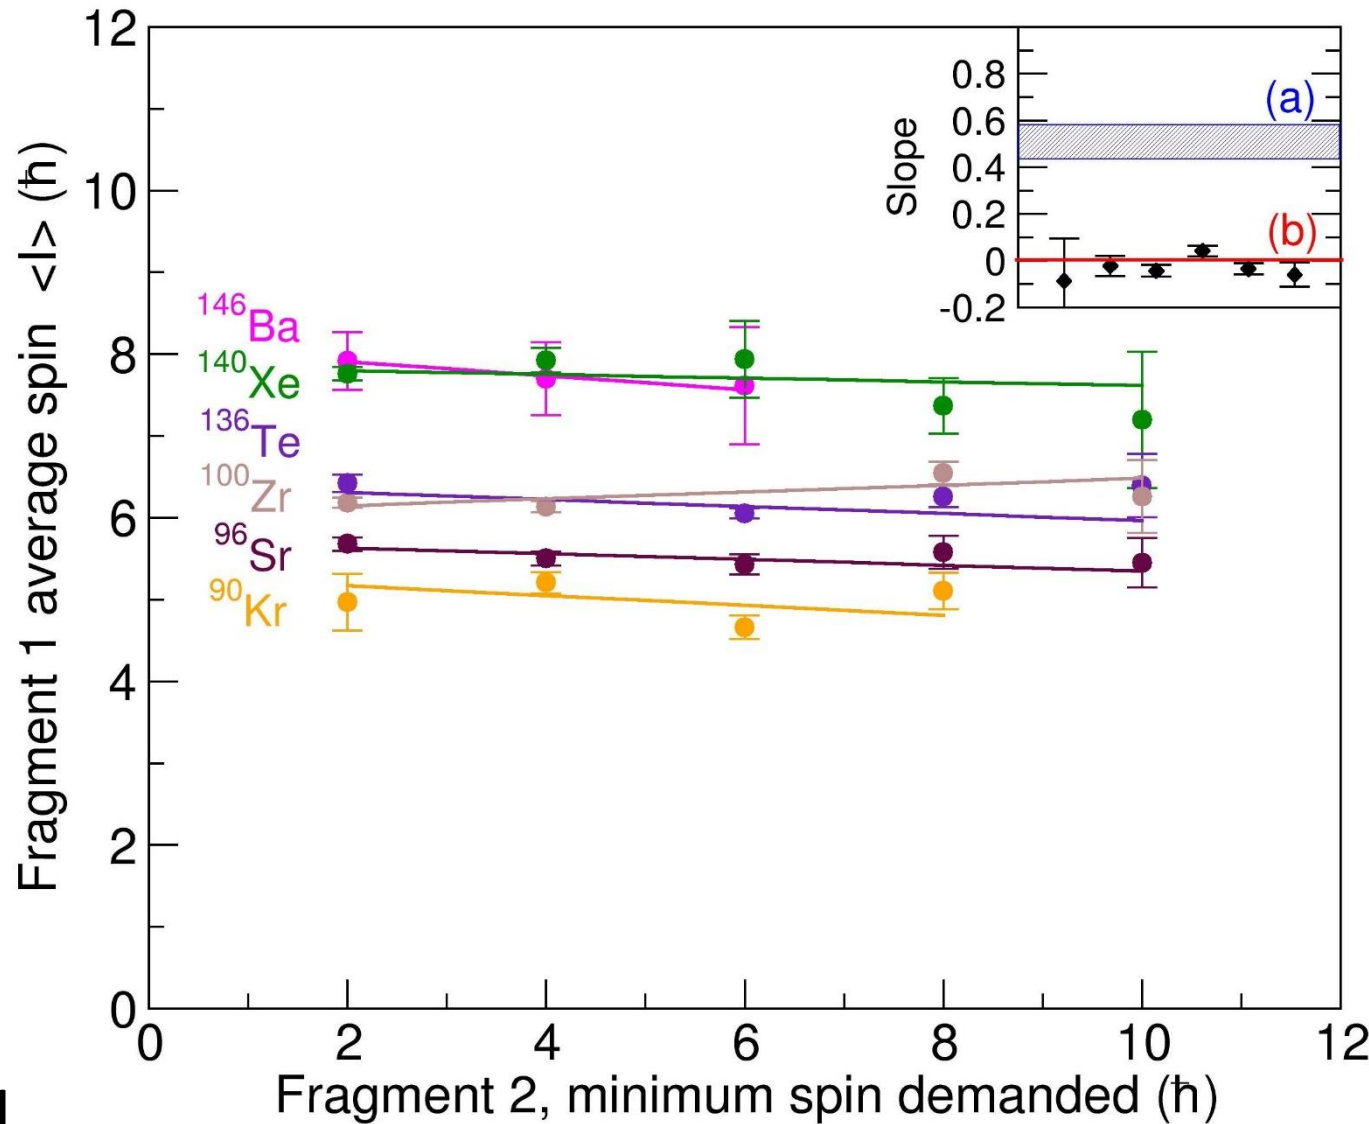 12
10
8
6
4
2
0
Fragment 1 average spin <I> (ħ)
0.8
0.6
0.4
0.2
0
-0.2
Slope
(a)
(b)
146Ba
140Xe
136Te
100Zr
96Sr
90Kr
0 2 4 6 8 10 12
Fragment 2, minimum spin demanded (ħ)